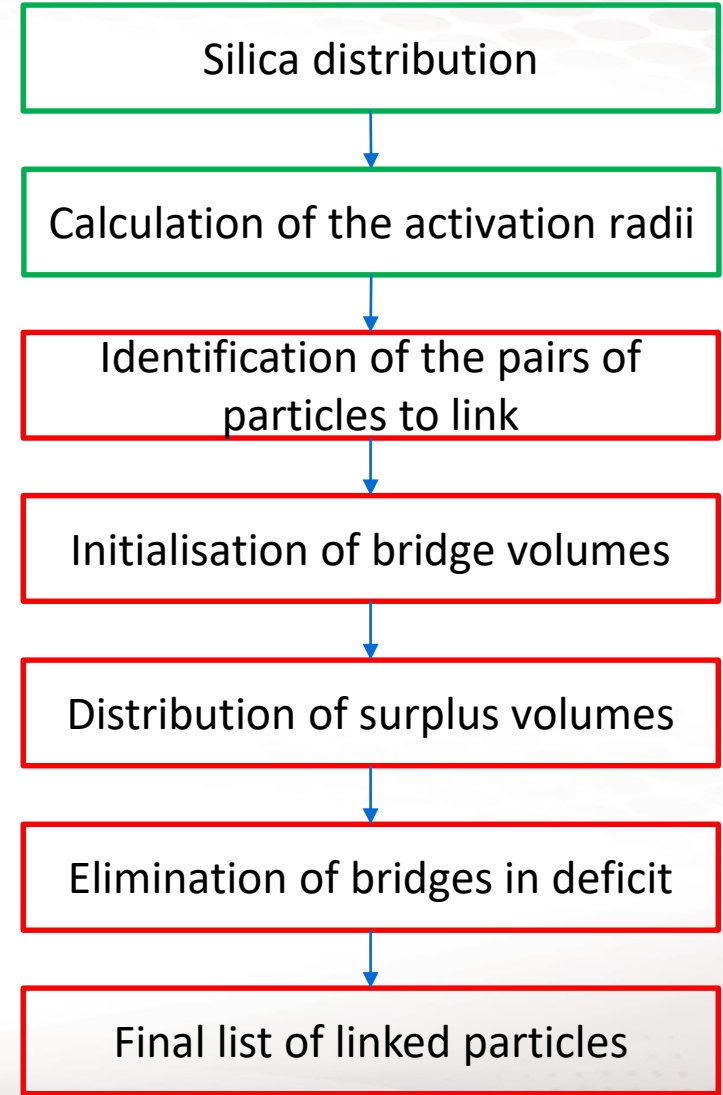 Silica distribution
Calculation of the activation radii
Identification of the pairs of
particles to link
Initialisation of bridge volumes
Distribution of surplus volumes
Elimination of bridges in deficit
Final list of linked particles